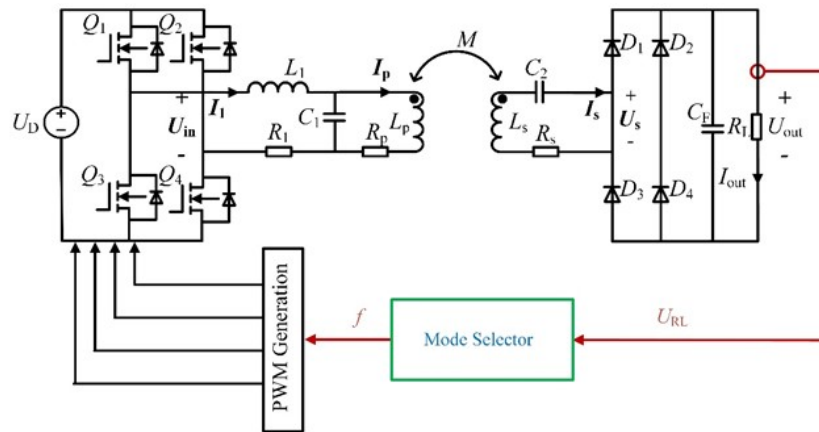 Q1
Q2
L1
Ip
M
C2
D1
D2
UD
+
-
+
Uin
-
I1
C1
Lp
Ls
Is
+
Us
-
CF
RL
+
Uout
-
R1
Rp
Rs
Q3
Q4
D3
D4
Iout
PWM Generation
f
Mode Selector
URL